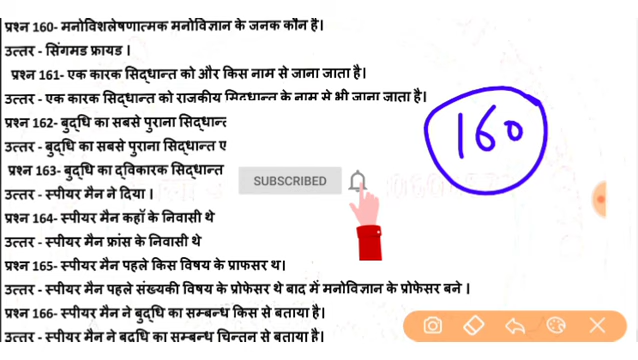 प्रश्न 160- मनोविशलेषणात्मक मनोविज्ञान के जनक कौन है।
उत्तर - सिंगमड फ्रायड ।
प्रश्न 161- एक कारक सिद्धान्त को और किस नाम से जाना जाता है।
उत्तर - एक कारक सिद्धान्त को राजकीय सिद्धान्त के नाम से भी जाना जाता है।
160
प्रश्न 162- बुद्धि का सबसे पुराना सिद्धान्त
उत्तर - बुद्धि का सबसे पुराना सिद्धान्त ए
प्रश्न 163- बुद्धि का द्विकारक सिद्धान्त
SUBSCRIBED
उत्तर - स्पीयर मैन ने दिया ।
प्रश्न 164- स्पीयर मैन कहाँ के निवासी थे
उत्तर - स्पीयर मैन फ्रांस के निवासी थे
प्रश्न 165- स्पीयर मैन पहले किस विषय के प्राफसर थ।
उत्तर - स्पीयर मैन पहले संख्यकी विषय के प्रोफेसर थे बाद में मनोविज्ञान के प्रोफेसर बने ।
प्रश्न 166- स्पीयर मैन ने बुद्धि का सम्बन्ध किस से बताया है।
उत्तर - स्पीयर मैन ने बुद्धि का सम्बन्ध चिन्तन से बताया है।